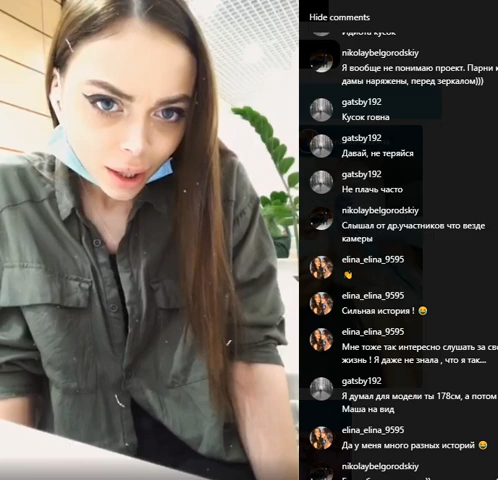 Hide comments
Идиота кусок
nikolaybelgorodskiy
Я вообще не понимаю проект. Парни к
дамы наряжены, перед зеркалом)))
gatsby192
Кусок говна
gatsby192
Давай, не теряйся
gatsby192
Не плачь часто
nikolaybelgorodskiy
Слышал от др.участников что везде
камеры
elina_elina_9595
👏
elina_elina_9595
Сильная история ! 😅
elina_elina_9595
Мне тоже так интересно слушать за св
жизнь ! Я даже не знала , что я так...
gatsby192
Я думал для модели ты 178см, а потом
Маша на вид
elina_elina_9595
Да у меня много разных историй 😅
nikolaybelgorodskiy